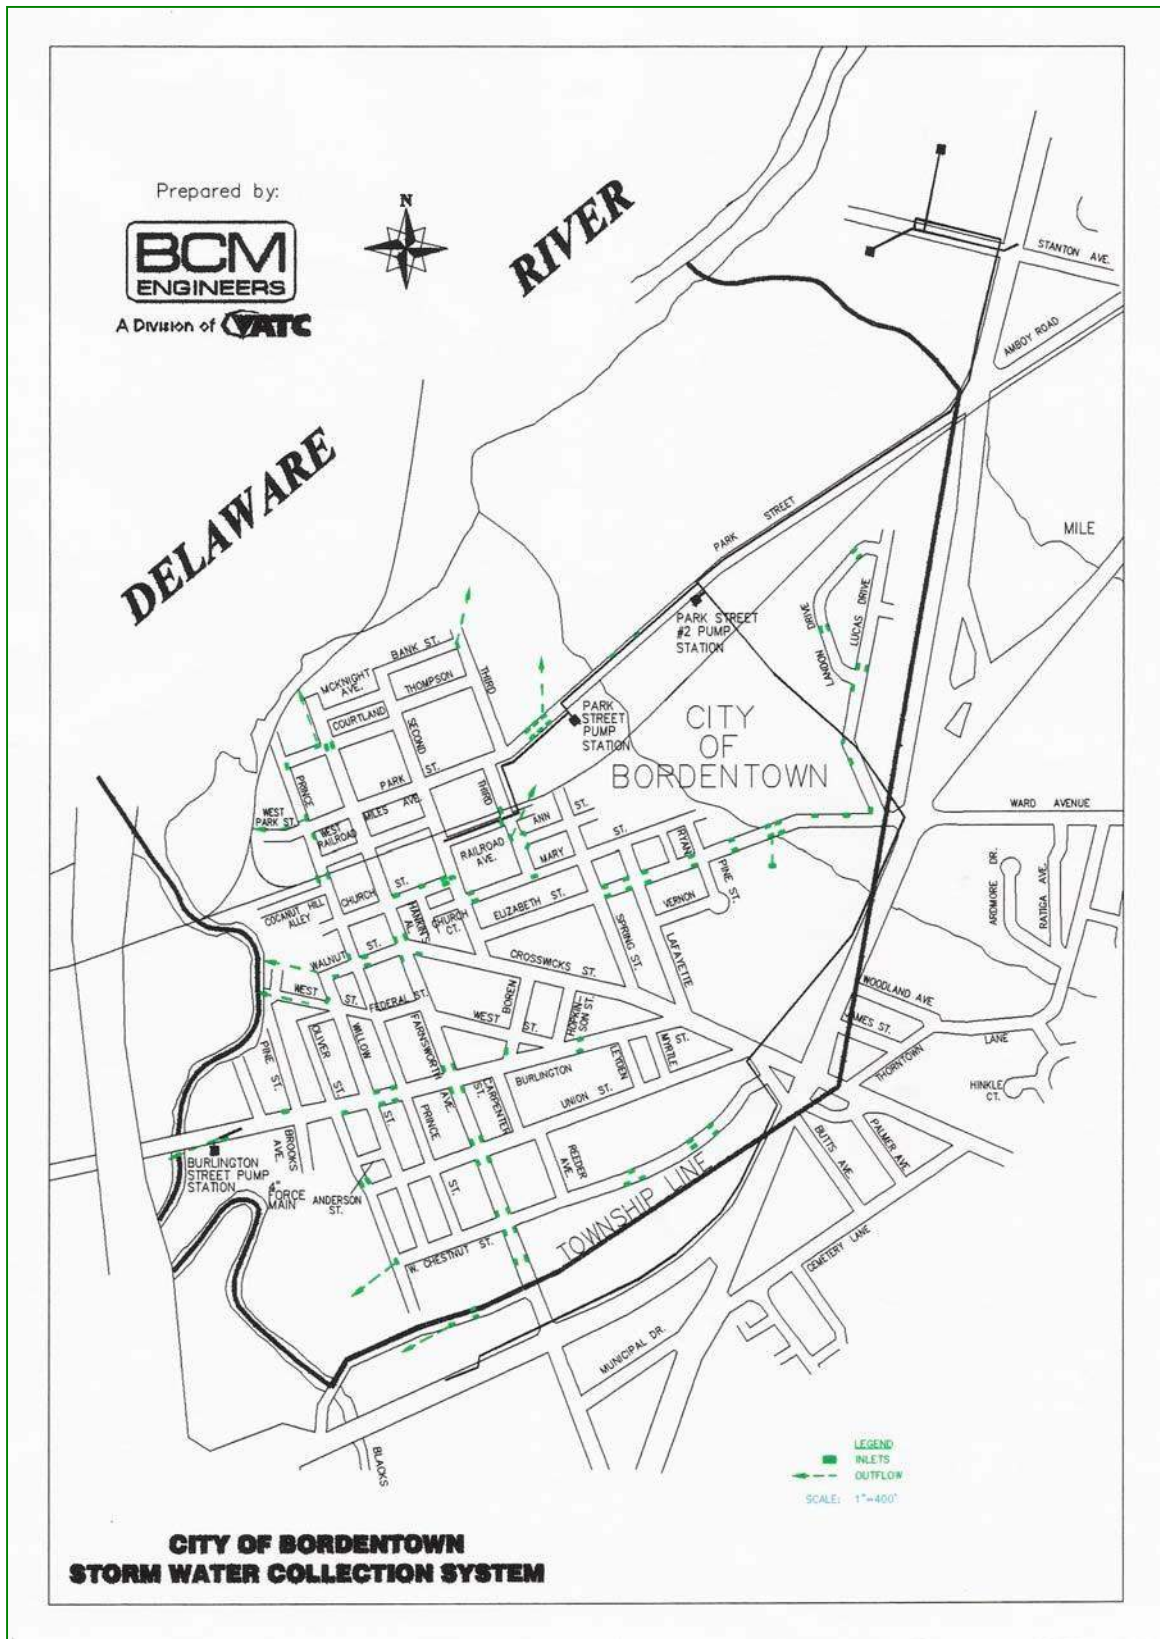 Prepared by:
BCM
ENGINEERS
A Division of ATC
N
DELAWARE
RIVER
STANTON AVE.
AMBOY ROAD
MILE
PARK STREET
PARK STREET
#2 PUMP
STATION
LANDON DRIVE
LUCAS DRIVE
PARK
STREET
PUMP
STATION
CITY
OF
BORDENTOWN
WARD AVENUE
ARDMORE DR.
RATIGA AVE.
BANK ST.
MCKNIGHT
AVE.
THOMPSON
THIRD
COURTLAND
SECOND
PARK ST.
PRINCE
WEST
PARK ST.
WEST
RAILROAD
MILES AVE.
THIRD
ANN ST.
RAILROAD
AVE.
MARY ST.
RYAN
PINE ST.
VERNON
CHURCH ST.
COCANUT HILL
ALLEY
HANKIN'S
AL.
CHURCH
CT.
ELIZABETH ST.
SPRING ST.
LAFAYETTE
CROSSWICKS ST.
WALNUT ST.
WEST ST.
FEDERAL ST.
WEST ST.
BOREN
HOPKIN-
SON ST.
WOODLAND AVE
JAMES ST.
THORNTOWN LANE
HINKLE
CT.
PINE ST.
OLIVER ST.
WILLOW ST.
FARNSWORTH AVE.
CARPENTER ST.
BURLINGTON
LEYDEN
MYRTLE ST.
UNION ST.
PRINCE ST.
REEDER
AVE.
BROOKS
AVE.
BURLINGTON
STREET PUMP
STATION
4"
FORCE
MAIN
ANDERSON
ST.
W. CHESTNUT ST.
TOWNSHIP LINE
BUTTS AVE.
PALMER AVE.
CEMETERY LANE
MUNICIPAL DR.
BLACKS
LEGEND
INLETS
OUTFLOW
SCALE: 1"=400'
CITY OF BORDENTOWN
STORM WATER COLLECTION SYSTEM